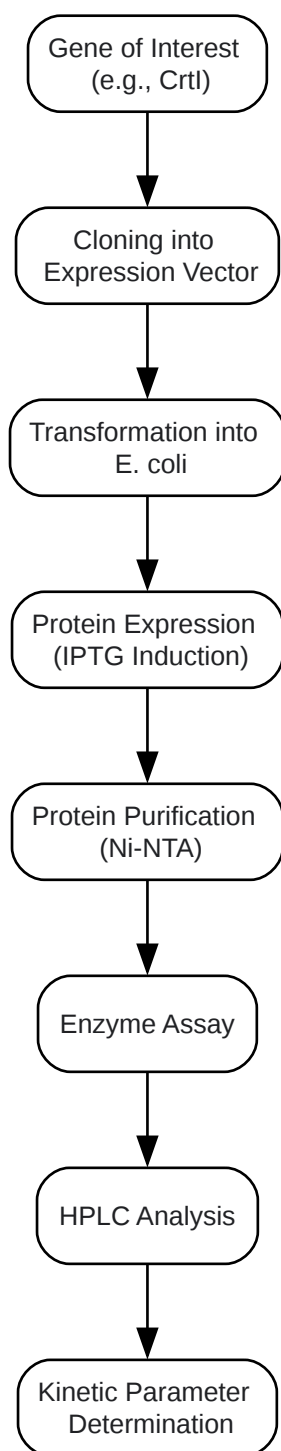 Gene of Interest
(e.g., CrtI)
Cloning into
Expression Vector
Transformation into
E. coli
Protein Expression
(IPTG Induction)
Protein Purification
(Ni-NTA)
Enzyme Assay
HPLC Analysis
Kinetic Parameter
Determination